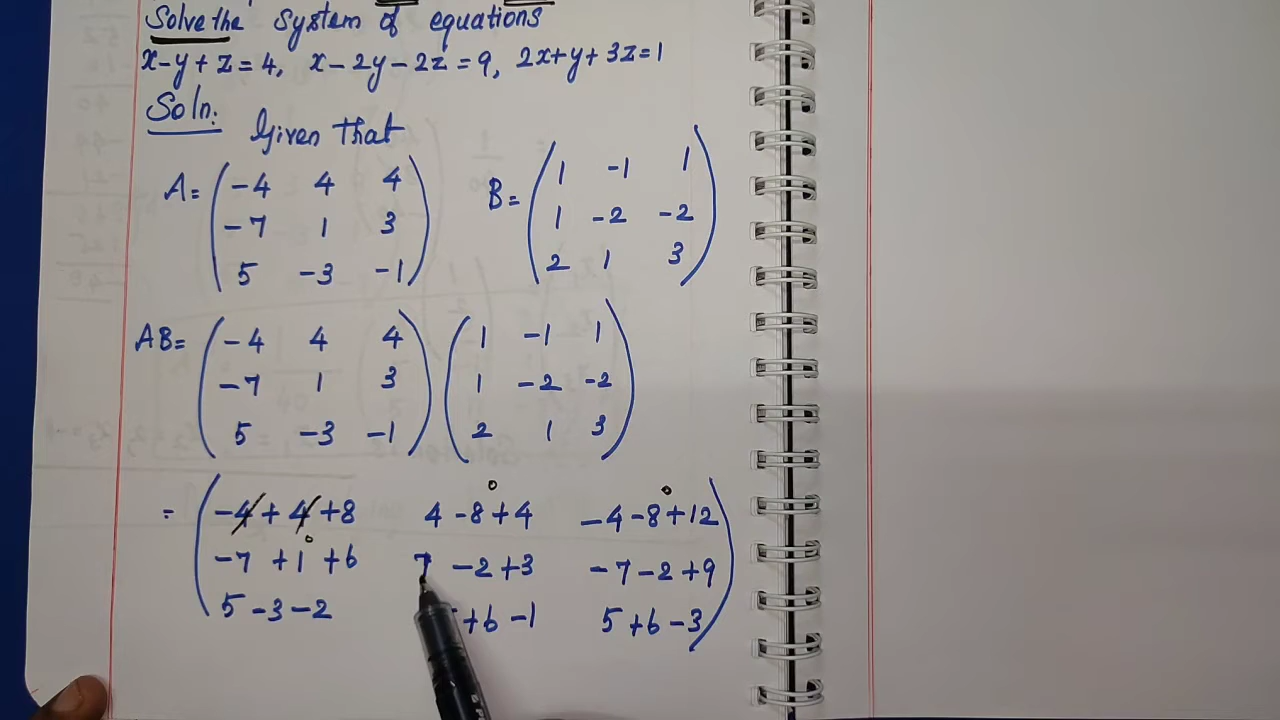 Solve the system of equations
x-y+z=4, x-2y-2z=9, 2x+y+3z=1
Soln.
Given that
A= (-4 4 4 B= (1 -1 1
-7 1 3 1 -2 -2
5 -3 -1) 2 1 3)
AB= (-4 4 4 (1 -1 1
-7 1 3 1 -2 -2
5 -3 -1) 2 1 3)
= (-4+4+8 4-8+4 -4-8+12
-7+1+6 7-2+3 -7-2+9
5-3-2 +6-1 5+6-3)